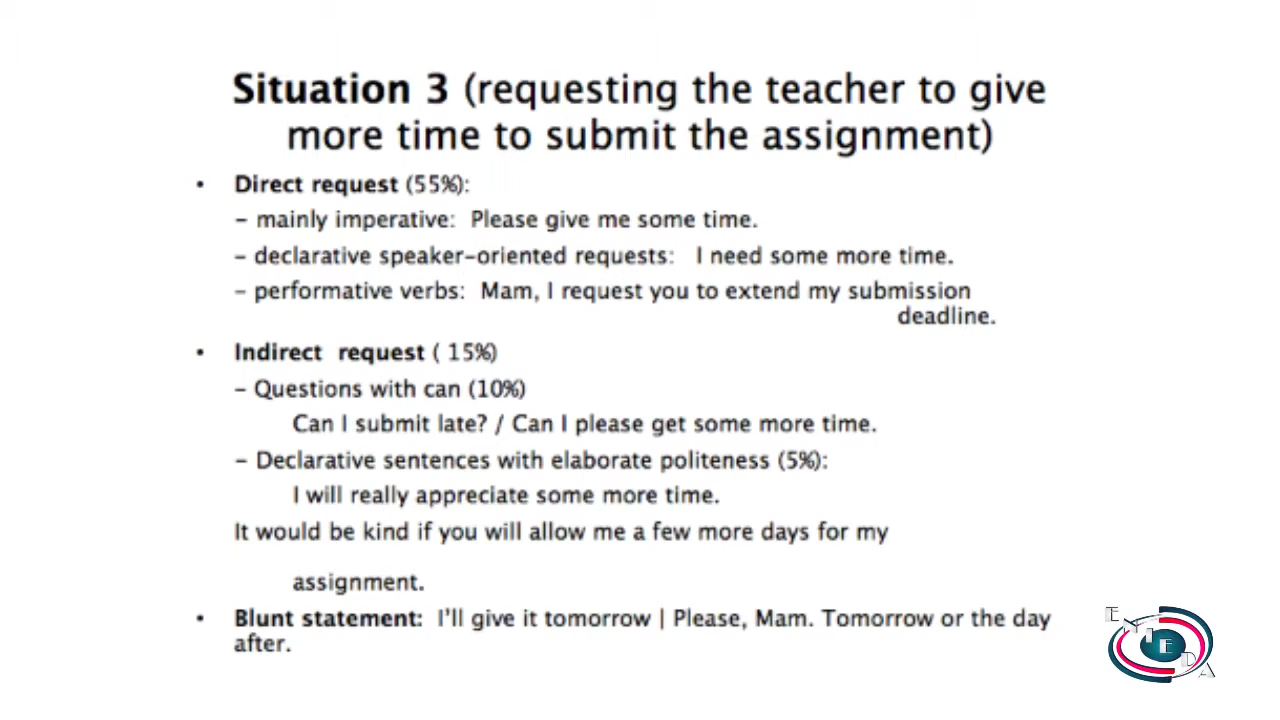 Situation 3 (requesting the teacher to give
more time to submit the assignment)
• Direct request (55%):
– mainly imperative: Please give me some time.
– declarative speaker-oriented requests: I need some more time.
– performative verbs: Mam, I request you to extend my submission
deadline.
• Indirect request ( 15%)
– Questions with can (10%)
Can I submit late? / Can I please get some more time.
– Declarative sentences with elaborate politeness (5%):
I will really appreciate some more time.
It would be kind if you will allow me a few more days for my
assignment.
• Blunt statement: I'll give it tomorrow | Please, Mam. Tomorrow or the day
after.